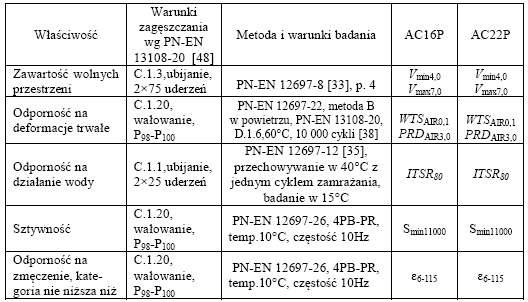 Właściwość
Warunki
zagęszczania
wg PN-EN
13108-20 [48]
Metoda i warunki badania
AC16P
AC22P
Zawartość wolnych
przestrzeni
C.1.3,ubijanie,
2×75 uderzeń
PN-EN 12697-8 [33], p. 4
Vmin4,0
Vmax7,0
Vmin4,0
Vmax7,0
Odporność na
deformacje trwałe
C.1.20,
wałowanie,
P98-P100
PN-EN 12697-22, metoda B
w powietrzu, PN-EN 13108-20,
D.1.6,60°C, 10 000 cykli [38]
WTSAIR0,1
PRDAIR3,0
WTSAIR0,1
PRDAIR3,0
Odporność na
działanie wody
C.1.1,ubijanie,
2×25 uderzeń
PN-EN 12697-12 [35],
przechowywanie w 40°C z
jednym cyklem zamrażania,
badanie w 15°C
ITSR80
ITSR80
Sztywność
C.1.20,
wałowanie,
P98-P100
PN-EN 12697-26, 4PB-PR,
temp.10°C, częstość 10Hz
Smin11000
Smin11000
Odporność na
zmęczenie, kate-
goria nie niższa niż
C.1.20,
wałowanie,
P98-P100
PN-EN 12697-26, 4PB-PR,
temp.10°C, częstość 10Hz
ε6-115
ε6-115